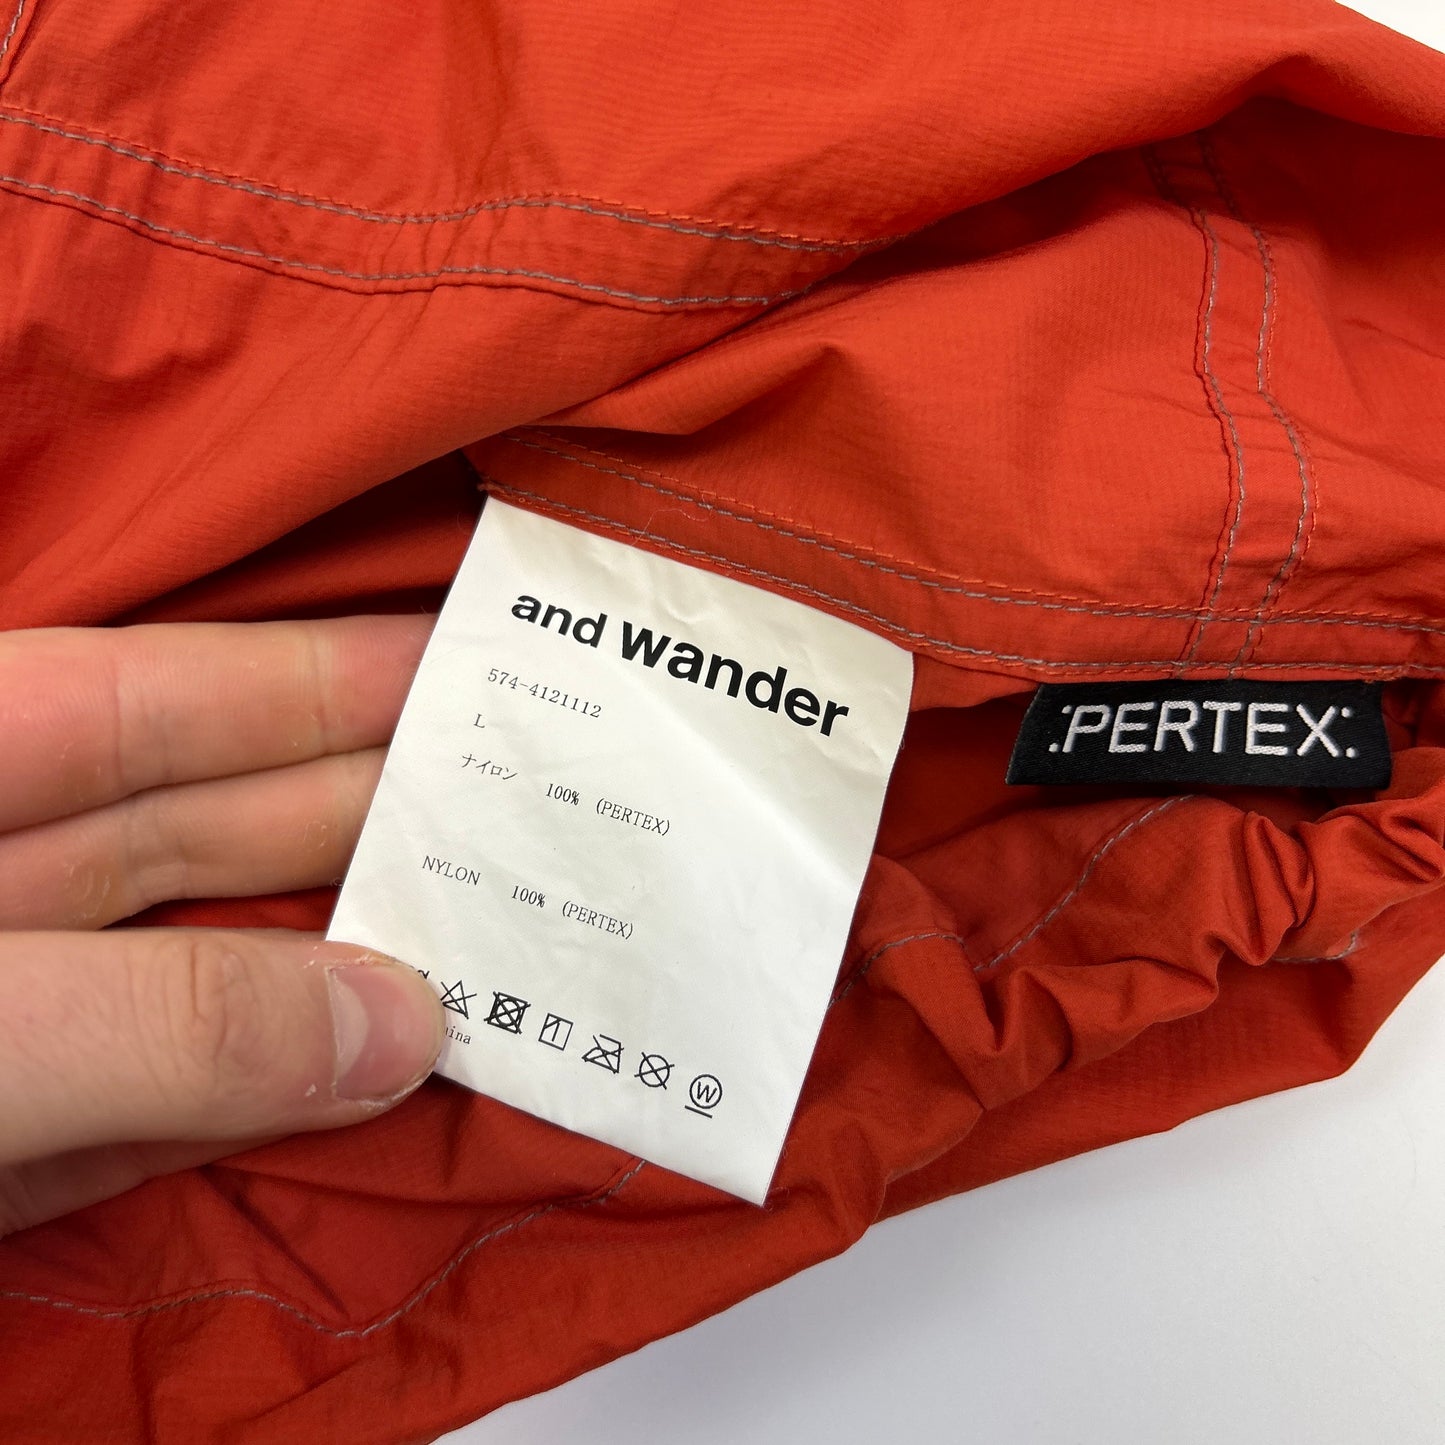 and wander
574-4121112
L
ナイロン 100% (PERTEX)
NYLON 100% (PERTEX)
W
:PERTEX: